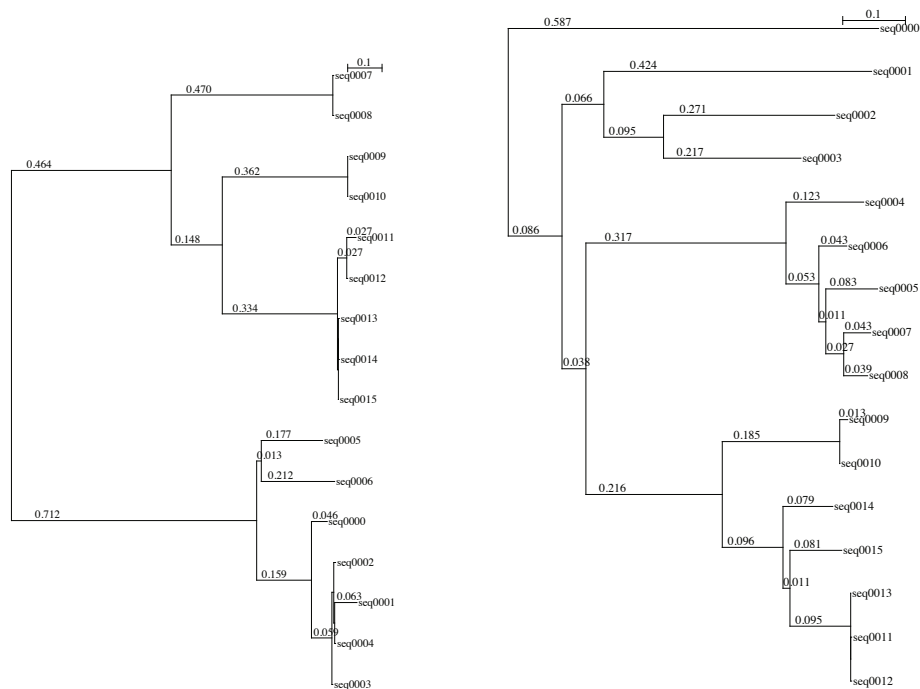 0.1
seq0007
0.470
seq0008
seq0009
0.464
0.362
seq0010
0.027
seq0011
0.148
0.027
seq0012
0.334
seq0013
seq0014
seq0015
0.177
seq0005
0.013
0.212
seq0006
0.712
0.046
seq0000
seq0002
0.159
0.063
seq0001
0.059
seq0004
seq0003
0.1
0.587
seq0000
0.424
seq0001
0.066
0.271
seq0002
0.095
0.217
seq0003
0.123
seq0004
0.086
0.317
0.043
seq0006
0.053
0.083
seq0005
0.011
0.043
seq0007
0.027
0.038
0.039
seq0008
0.013
seq0009
0.185
seq0010
0.216
0.079
seq0014
0.096
0.081
seq0015
0.011
seq0013
0.095
seq0011
seq0012